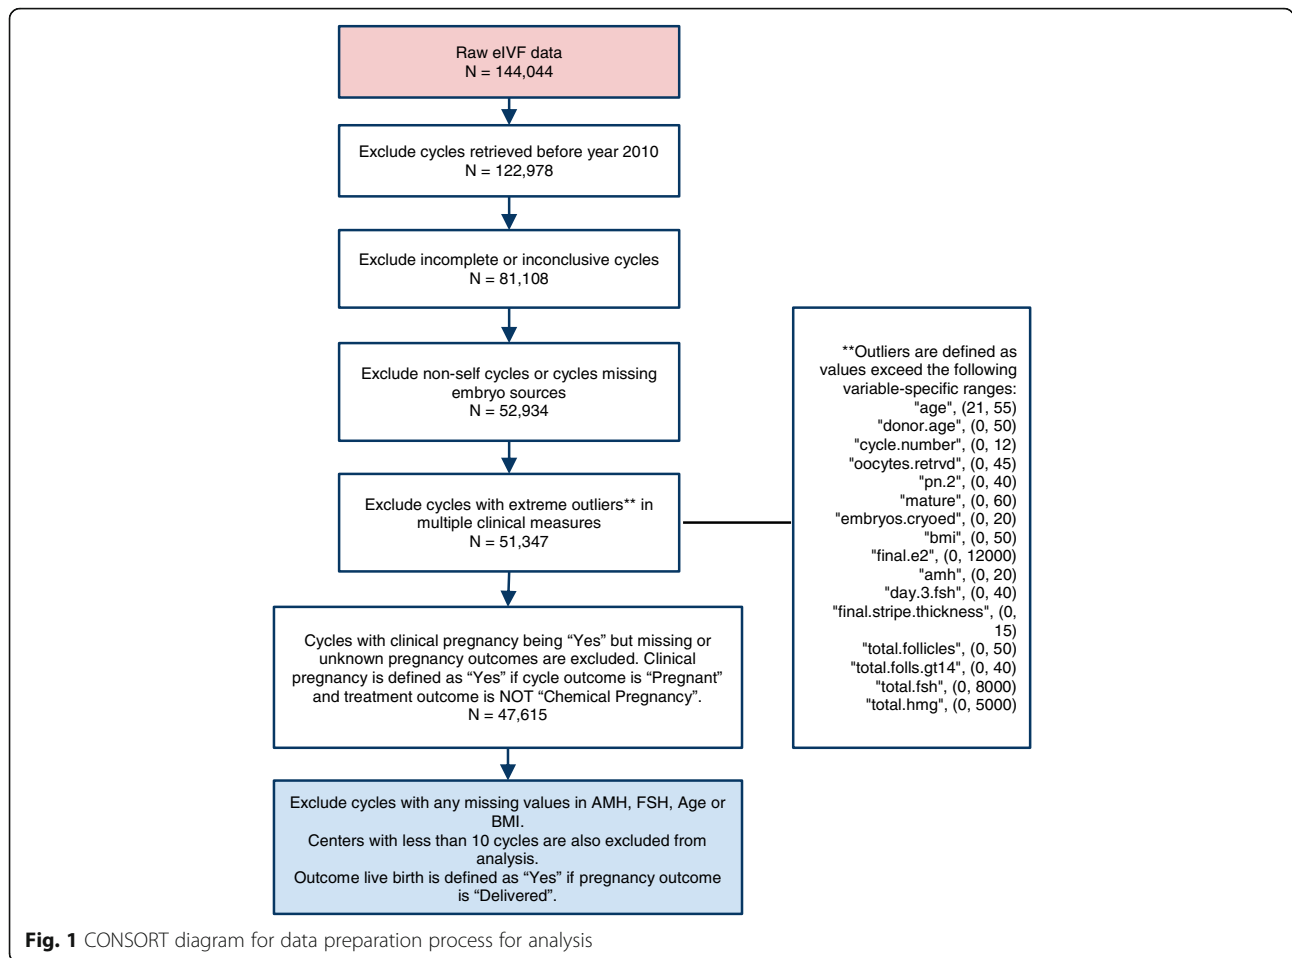 Raw eIVF data
N = 144,044
Exclude cycles retrieved before year 2010
N = 122,978
Exclude incomplete or inconclusive cycles
N = 81,108
Exclude non-self cycles or cycles missing
embryo sources
N = 52,934
Exclude cycles with extreme outliers** in
multiple clinical measures
N = 51,347
**Outliers are defined as
values exceed the following
variable-specific ranges:
"age", (21, 55)
"donor.age", (0, 50)
"cycle.number", (0, 12)
"oocytes.retrvd", (0, 45)
"pn.2", (0, 40)
"mature", (0, 60)
"embryos.cryoed", (0, 20)
"bmi", (0, 50)
"final.e2", (0, 12000)
"amh", (0, 20)
"day.3.fsh", (0, 40)
"final.stripe.thickness", (0,
15)
"total.follicles", (0, 50)
"total.folls.gt14", (0, 40)
"total.fsh", (0, 8000)
"total.hmg", (0, 5000)
Cycles with clinical pregnancy being “Yes” but missing or
unknown pregnancy outcomes are excluded. Clinical
pregnancy is defined as “Yes” if cycle outcome is “Pregnant”
and treatment outcome is NOT “Chemical Pregnancy”.
N = 47,615
Exclude cycles with any missing values in AMH, FSH, Age or
BMI.
Centers with less than 10 cycles are also excluded from
analysis.
Outcome live birth is defined as “Yes” if pregnancy outcome
is “Delivered”.
Fig. 1 CONSORT diagram for data preparation process for analysis